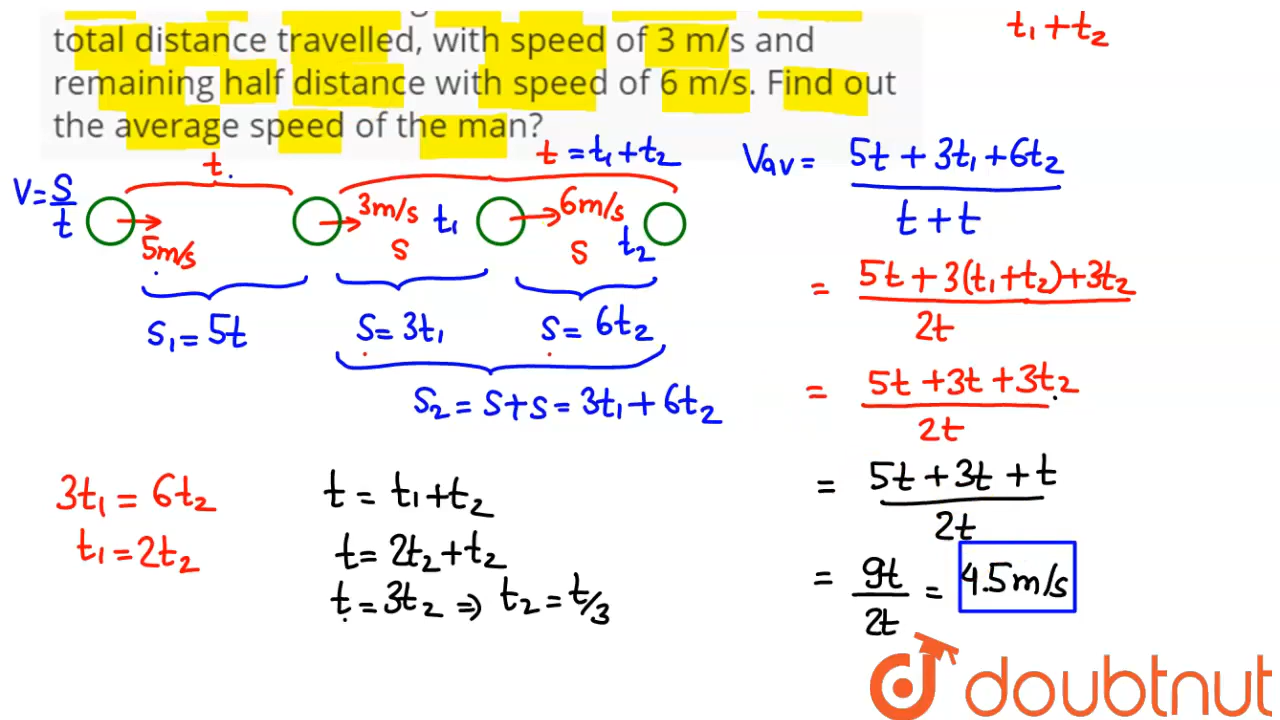 total distance travelled, with speed of 3 m/s and
remaining half distance with speed of 6 m/s. Find out
the average speed of the man?
t₁+t₂
t
t = t₁+t₂
V = S/t
5m/s
3m/s t₁
S
6m/s
S t₂
S₁ = 5t
S = 3t₁
S = 6t₂
S₂ = S+S = 3t₁ + 6t₂
3t₁ = 6t₂
t₁ = 2t₂
t = t₁+t₂
t = 2t₂+t₂
t = 3t₂ ⇒ t₂ = t/3
Vav = 5t + 3t₁ + 6t₂
t + t
= 5t + 3(t₁+t₂)+3t₂
2t
= 5t +3t +3t₂
2t
= 5t +3t + t
2t
= 9t/2t = 4.5m/s
doubtnut